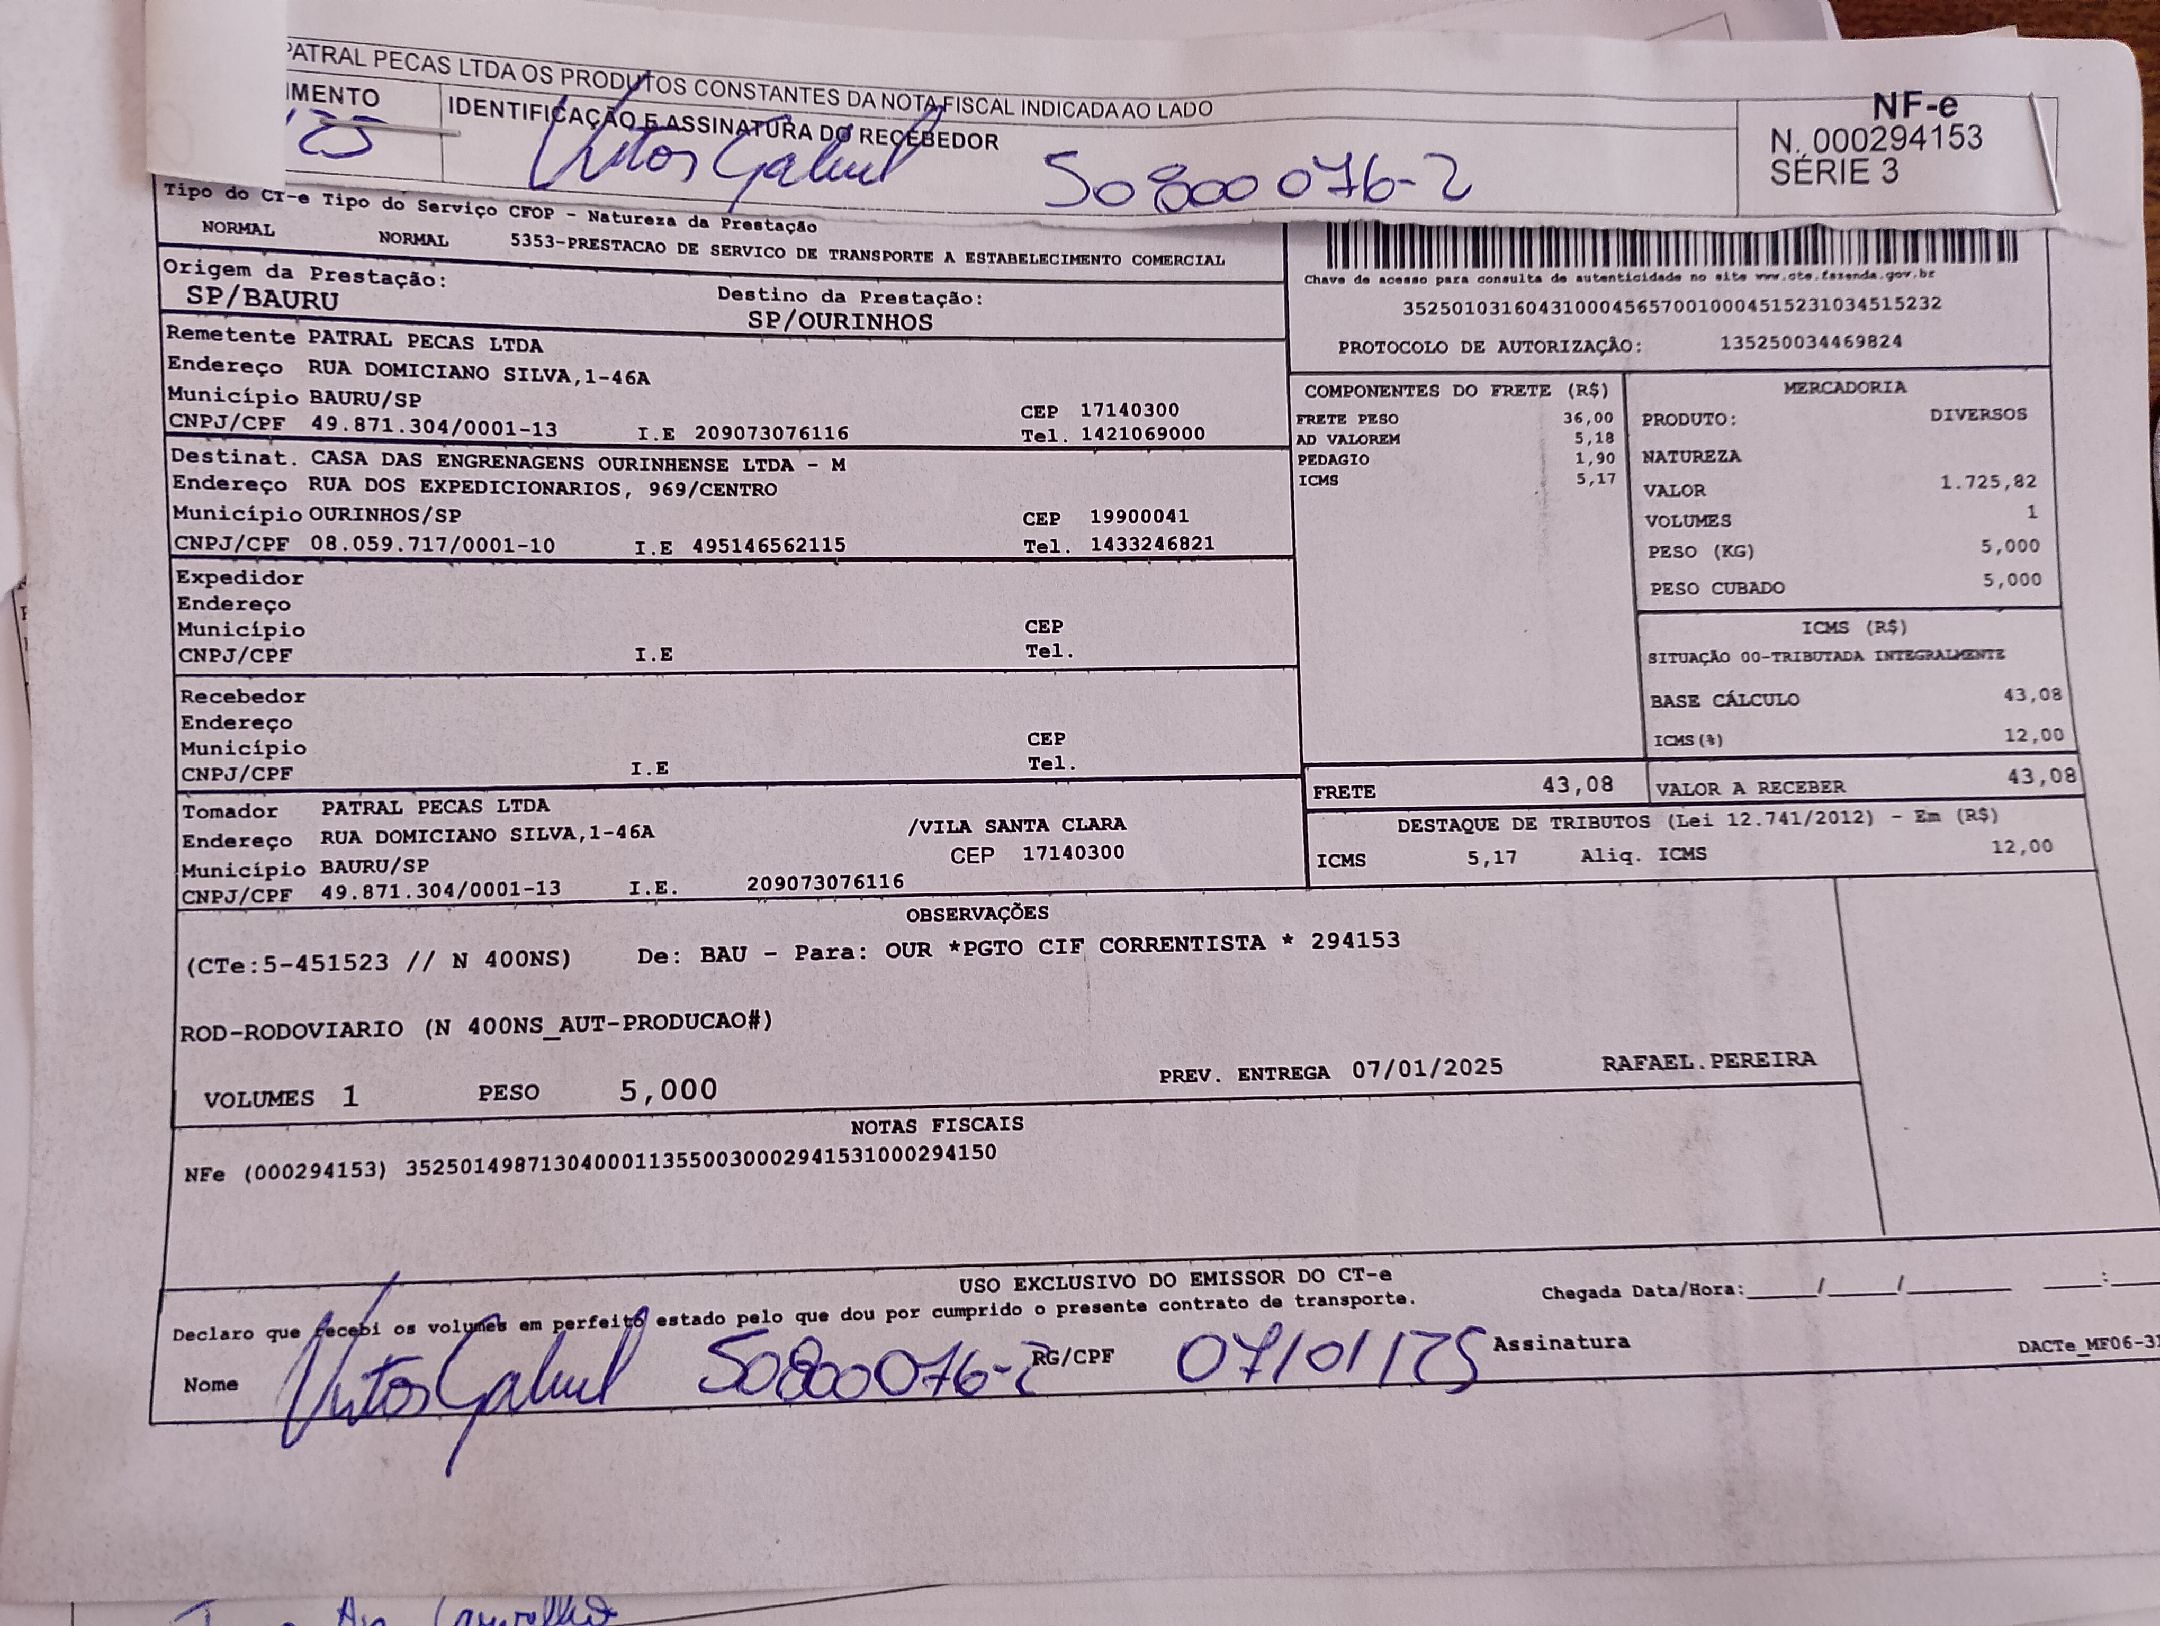 PATRAL PECAS LTDA OS PRODUTOS CONSTANTES DA NOTA FISCAL INDICADA AO LADO
IMENTO IDENTIFICAÇÃO E ASSINATURA DO RECEBEDOR
NF-e
N. 000294153
SÉRIE 3
25 Vitor Gabriel 50800076-2
Tipo do CT-e Tipo do Serviço CFOP - Natureza da Prestação
NORMAL NORMAL 5353-PRESTACAO DE SERVICO DE TRANSPORTE A ESTABELECIMENTO COMERCIAL
Origem da Prestação: Destino da Prestação:
SP/BAURU SP/OURINHOS
Chave de acesso para consulta de autenticidade no site www.cte.fazenda.gov.br
35250103160431000456570010004515231034515232
PROTOCOLO DE AUTORIZAÇÃO: 135250034469824
Remetente PATRAL PECAS LTDA
Endereço RUA DOMICIANO SILVA,1-46A
Município BAURU/SP CEP 17140300
CNPJ/CPF 49.871.304/0001-13 I.E 209073076116 Tel. 1421069000
Destinat. CASA DAS ENGRENAGENS OURINHENSE LTDA - M
Endereço RUA DOS EXPEDICIONARIOS, 969/CENTRO
Município OURINHOS/SP CEP 19900041
CNPJ/CPF 08.059.717/0001-10 I.E 495146562115 Tel. 1433246821
Expedidor
Endereço
Município CEP
CNPJ/CPF I.E Tel.
Recebedor
Endereço
Município CEP
CNPJ/CPF I.E Tel.
Tomador PATRAL PECAS LTDA
Endereço RUA DOMICIANO SILVA,1-46A /VILA SANTA CLARA
Município BAURU/SP CEP 17140300
CNPJ/CPF 49.871.304/0001-13 I.E. 209073076116
COMPONENTES DO FRETE (R$)
FRETE PESO 36,00
AD VALOREM 5,18
PEDAGIO 1,90
ICMS 5,17
MERCADORIA
PRODUTO: DIVERSOS
NATUREZA
VALOR 1.725,82
VOLUMES 1
PESO (KG) 5,000
PESO CUBADO 5,000
ICMS (R$)
SITUAÇÃO 00-TRIBUTADA INTEGRALMENTE
BASE CÁLCULO 43,08
ICMS(%) 12,00
FRETE 43,08 VALOR A RECEBER 43,08
DESTAQUE DE TRIBUTOS (Lei 12.741/2012) - Em (R$)
ICMS 5,17 Aliq. ICMS 12,00
OBSERVAÇÕES
(CTe:5-451523 // N 400NS) De: BAU - Para: OUR *PGTO CIF CORRENTISTA * 294153
ROD-RODOVIARIO (N 400NS_AUT-PRODUCAO#)
VOLUMES 1 PESO 5,000 PREV. ENTREGA 07/01/2025 RAFAEL.PEREIRA
NOTAS FISCAIS
NFe (000294153) 35250149871304000113550030002941531000294150
USO EXCLUSIVO DO EMISSOR DO CT-e
Declaro que recebi os volumes em perfeito estado pelo que dou por cumprido o presente contrato de transporte. Chegada Data/Hora:____/____/______ ____:
Nome Vitor Gabriel 50800076-2 RG/CPF 07/01/25 Assinatura DACTe_MF06-31